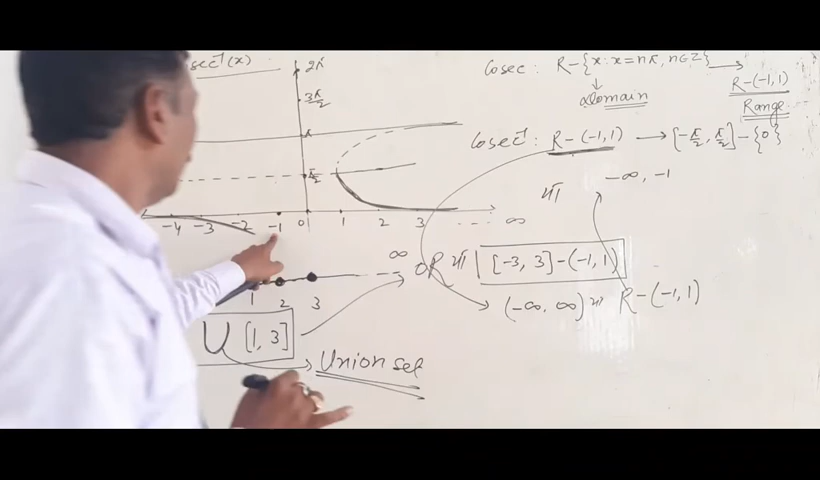 sec⁻¹(x)
2π
3π/2
π
π/2
-4 -3 -2 -1 0 1 2 3 ∞
1 2 3 --- ∞
U [1, 3]
Union set
Cosec : R-{x: x=nπ, n∈Z} →
Domain
R-(-1,1)
Range
Cosec⁻¹: R-(-1,1) → [-π/2, π/2] - {0}
या -∞, -1
OR या [-3, 3]-(-1,1)
(-∞, ∞) या R-(-1,1)